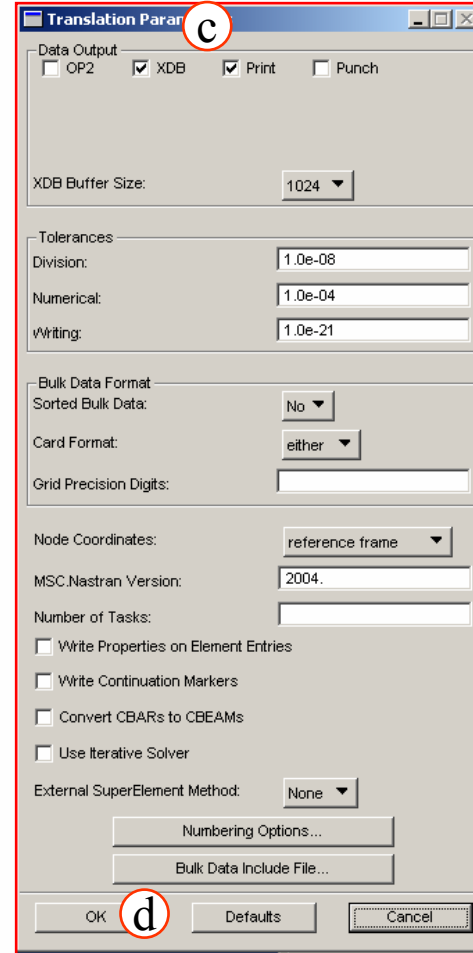 Translation Para
c
Data Output
OP2 XDB Print Punch
XDB Buffer Size: 1024
Tolerances
Division: 1.0e-08
Numerical: 1.0e-04
Writing: 1.0e-21
Bulk Data Format
Sorted Bulk Data: No
Card Format: either
Grid Precision Digits:
Node Coordinates: reference frame
MSC.Nastran Version: 2004.
Number of Tasks:
Write Properties on Element Entries
Write Continuation Markers
Convert CBARs to CBEAMs
Use Iterative Solver
External SuperElement Method: None
Numbering Options...
Bulk Data Include File...
OK d Defaults Cancel